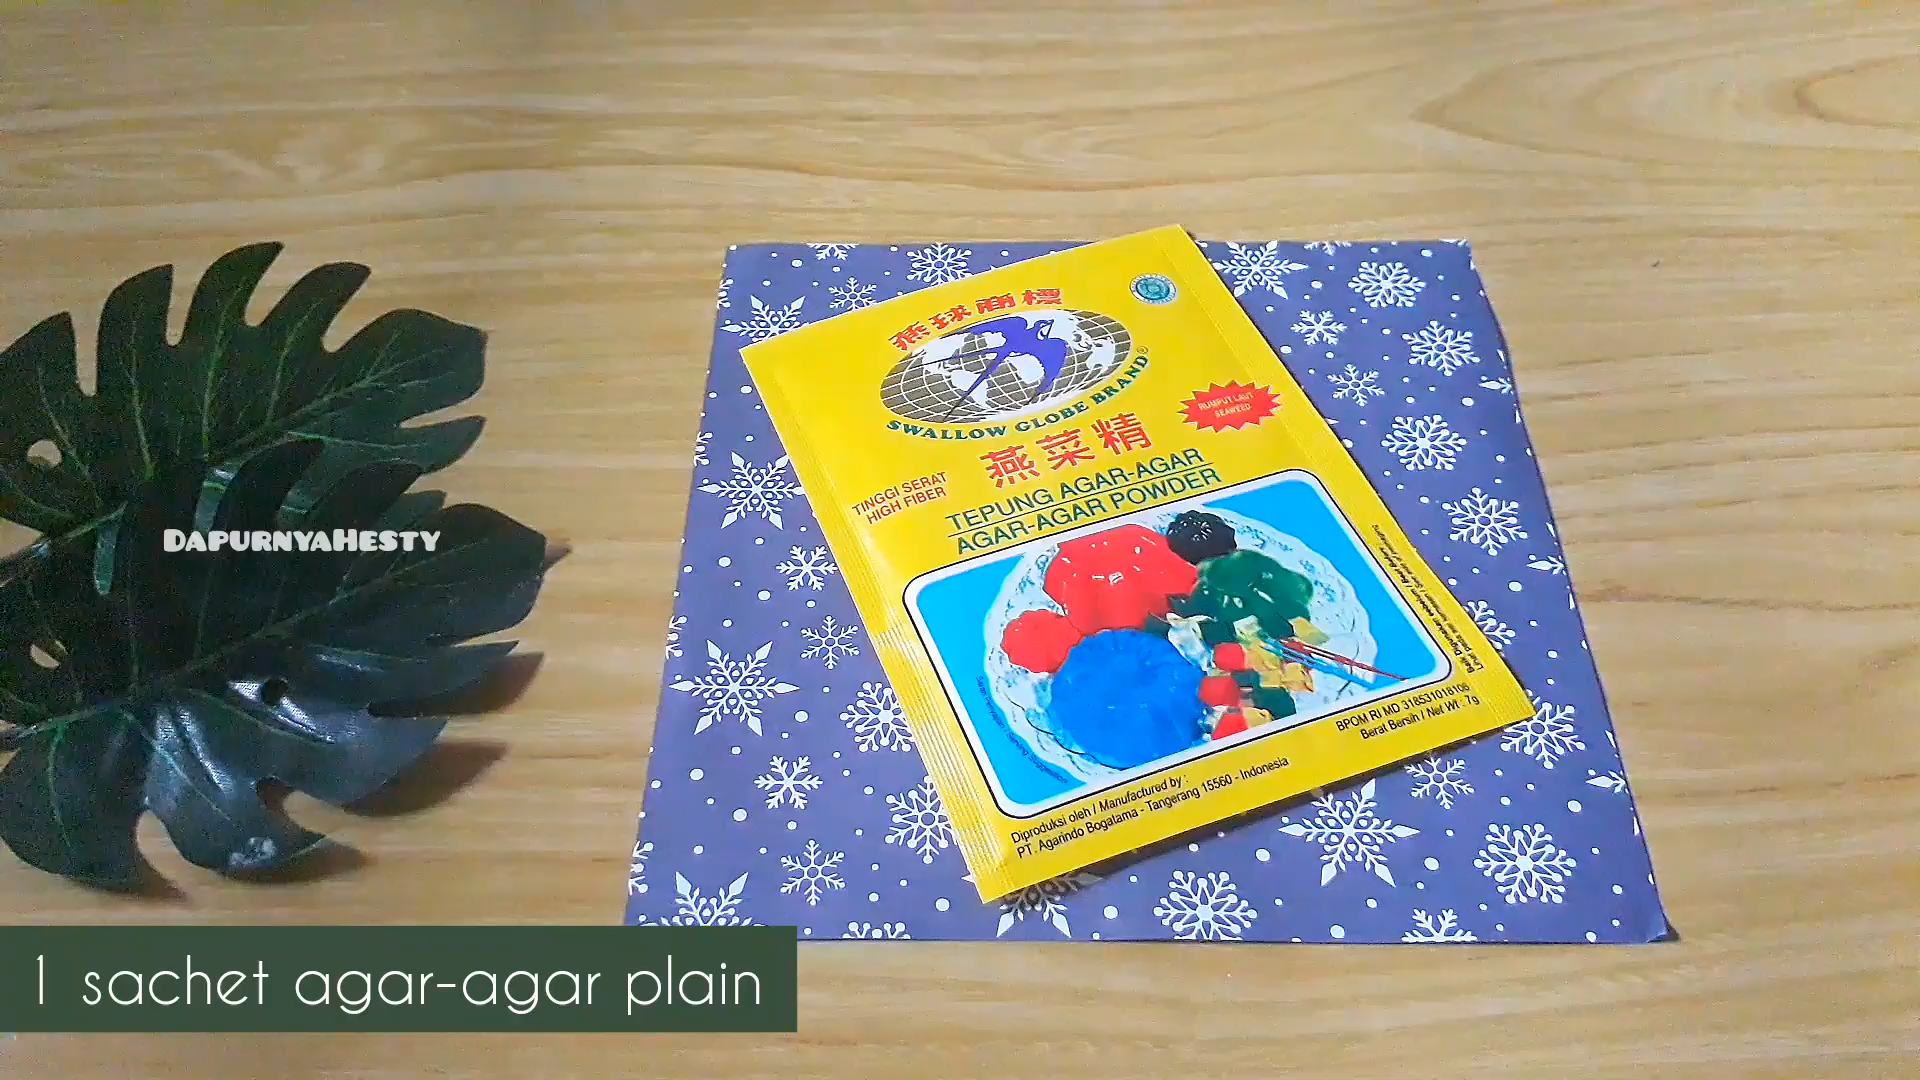 燕球商標
SWALLOW GLOBE BRAND®
RUMPUT LAUT
SEAWEED
燕菜精
TINGGI SERAT
HIGH FIBER
TEPUNG AGAR-AGAR
AGAR-AGAR POWDER
DAPURNYAHESTY
BPOM RI MD 318531018106
Berat Bersih / Net Wt : 7g
Diproduksi oleh / Manufactured by :
PT. Agarindo Bogatama - Tangerang 15560 - Indonesia
1 sachet agar-agar plain